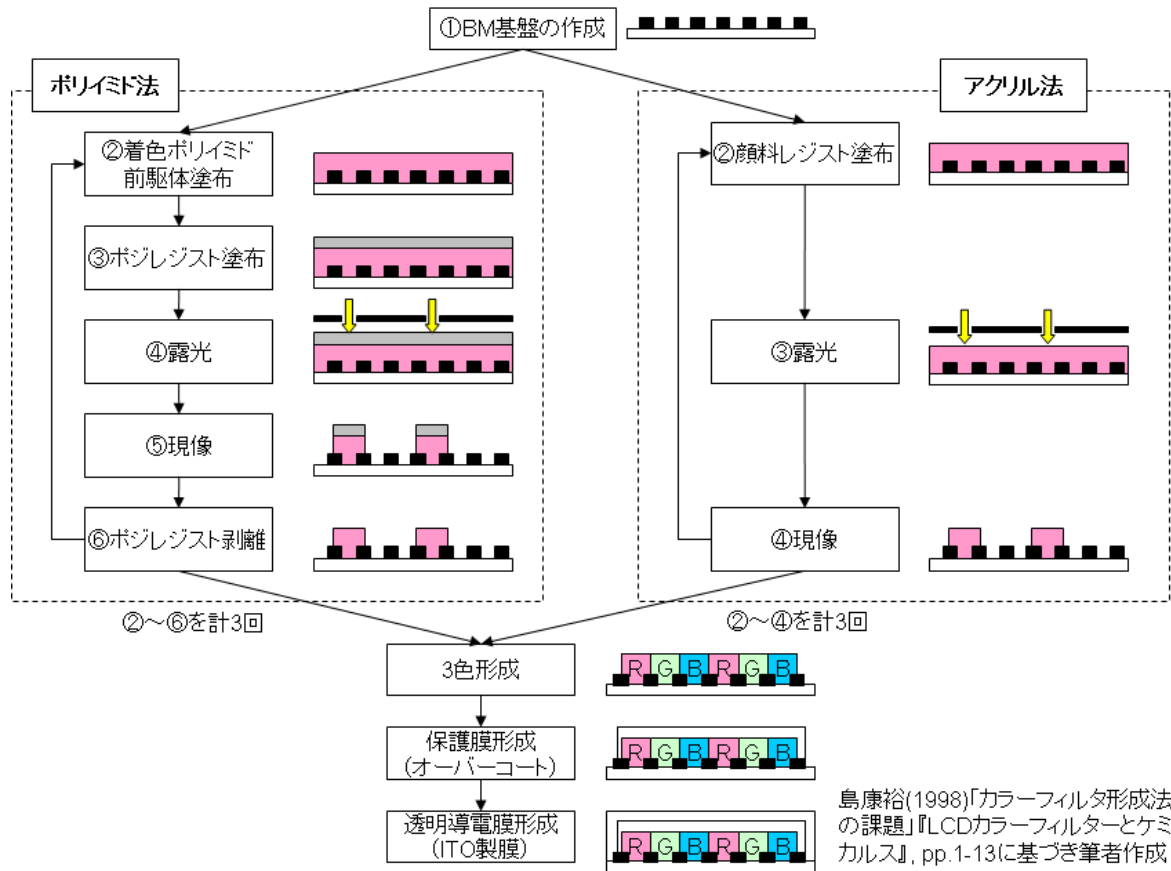 ①BM基盤の作成
ポリイミド法
②着色ポリイミド
前駆体塗布
③ポジレジスト塗布
④露光
⑤現像
⑥ポジレジスト剥離
②～⑥を計3回
アクリル法
②顔料レジスト塗布
③露光
④現像
②～④を計3回
3色形成
R G B R G B
保護膜形成
(オーバーコート)
R G B R G B
透明導電膜形成
(ITO製膜)
R G B R G B
島康裕(1998)「カラーフィルタ形成法
の課題」『LCDカラーフィルターとケミ
カルス』, pp.1-13に基づき筆者作成